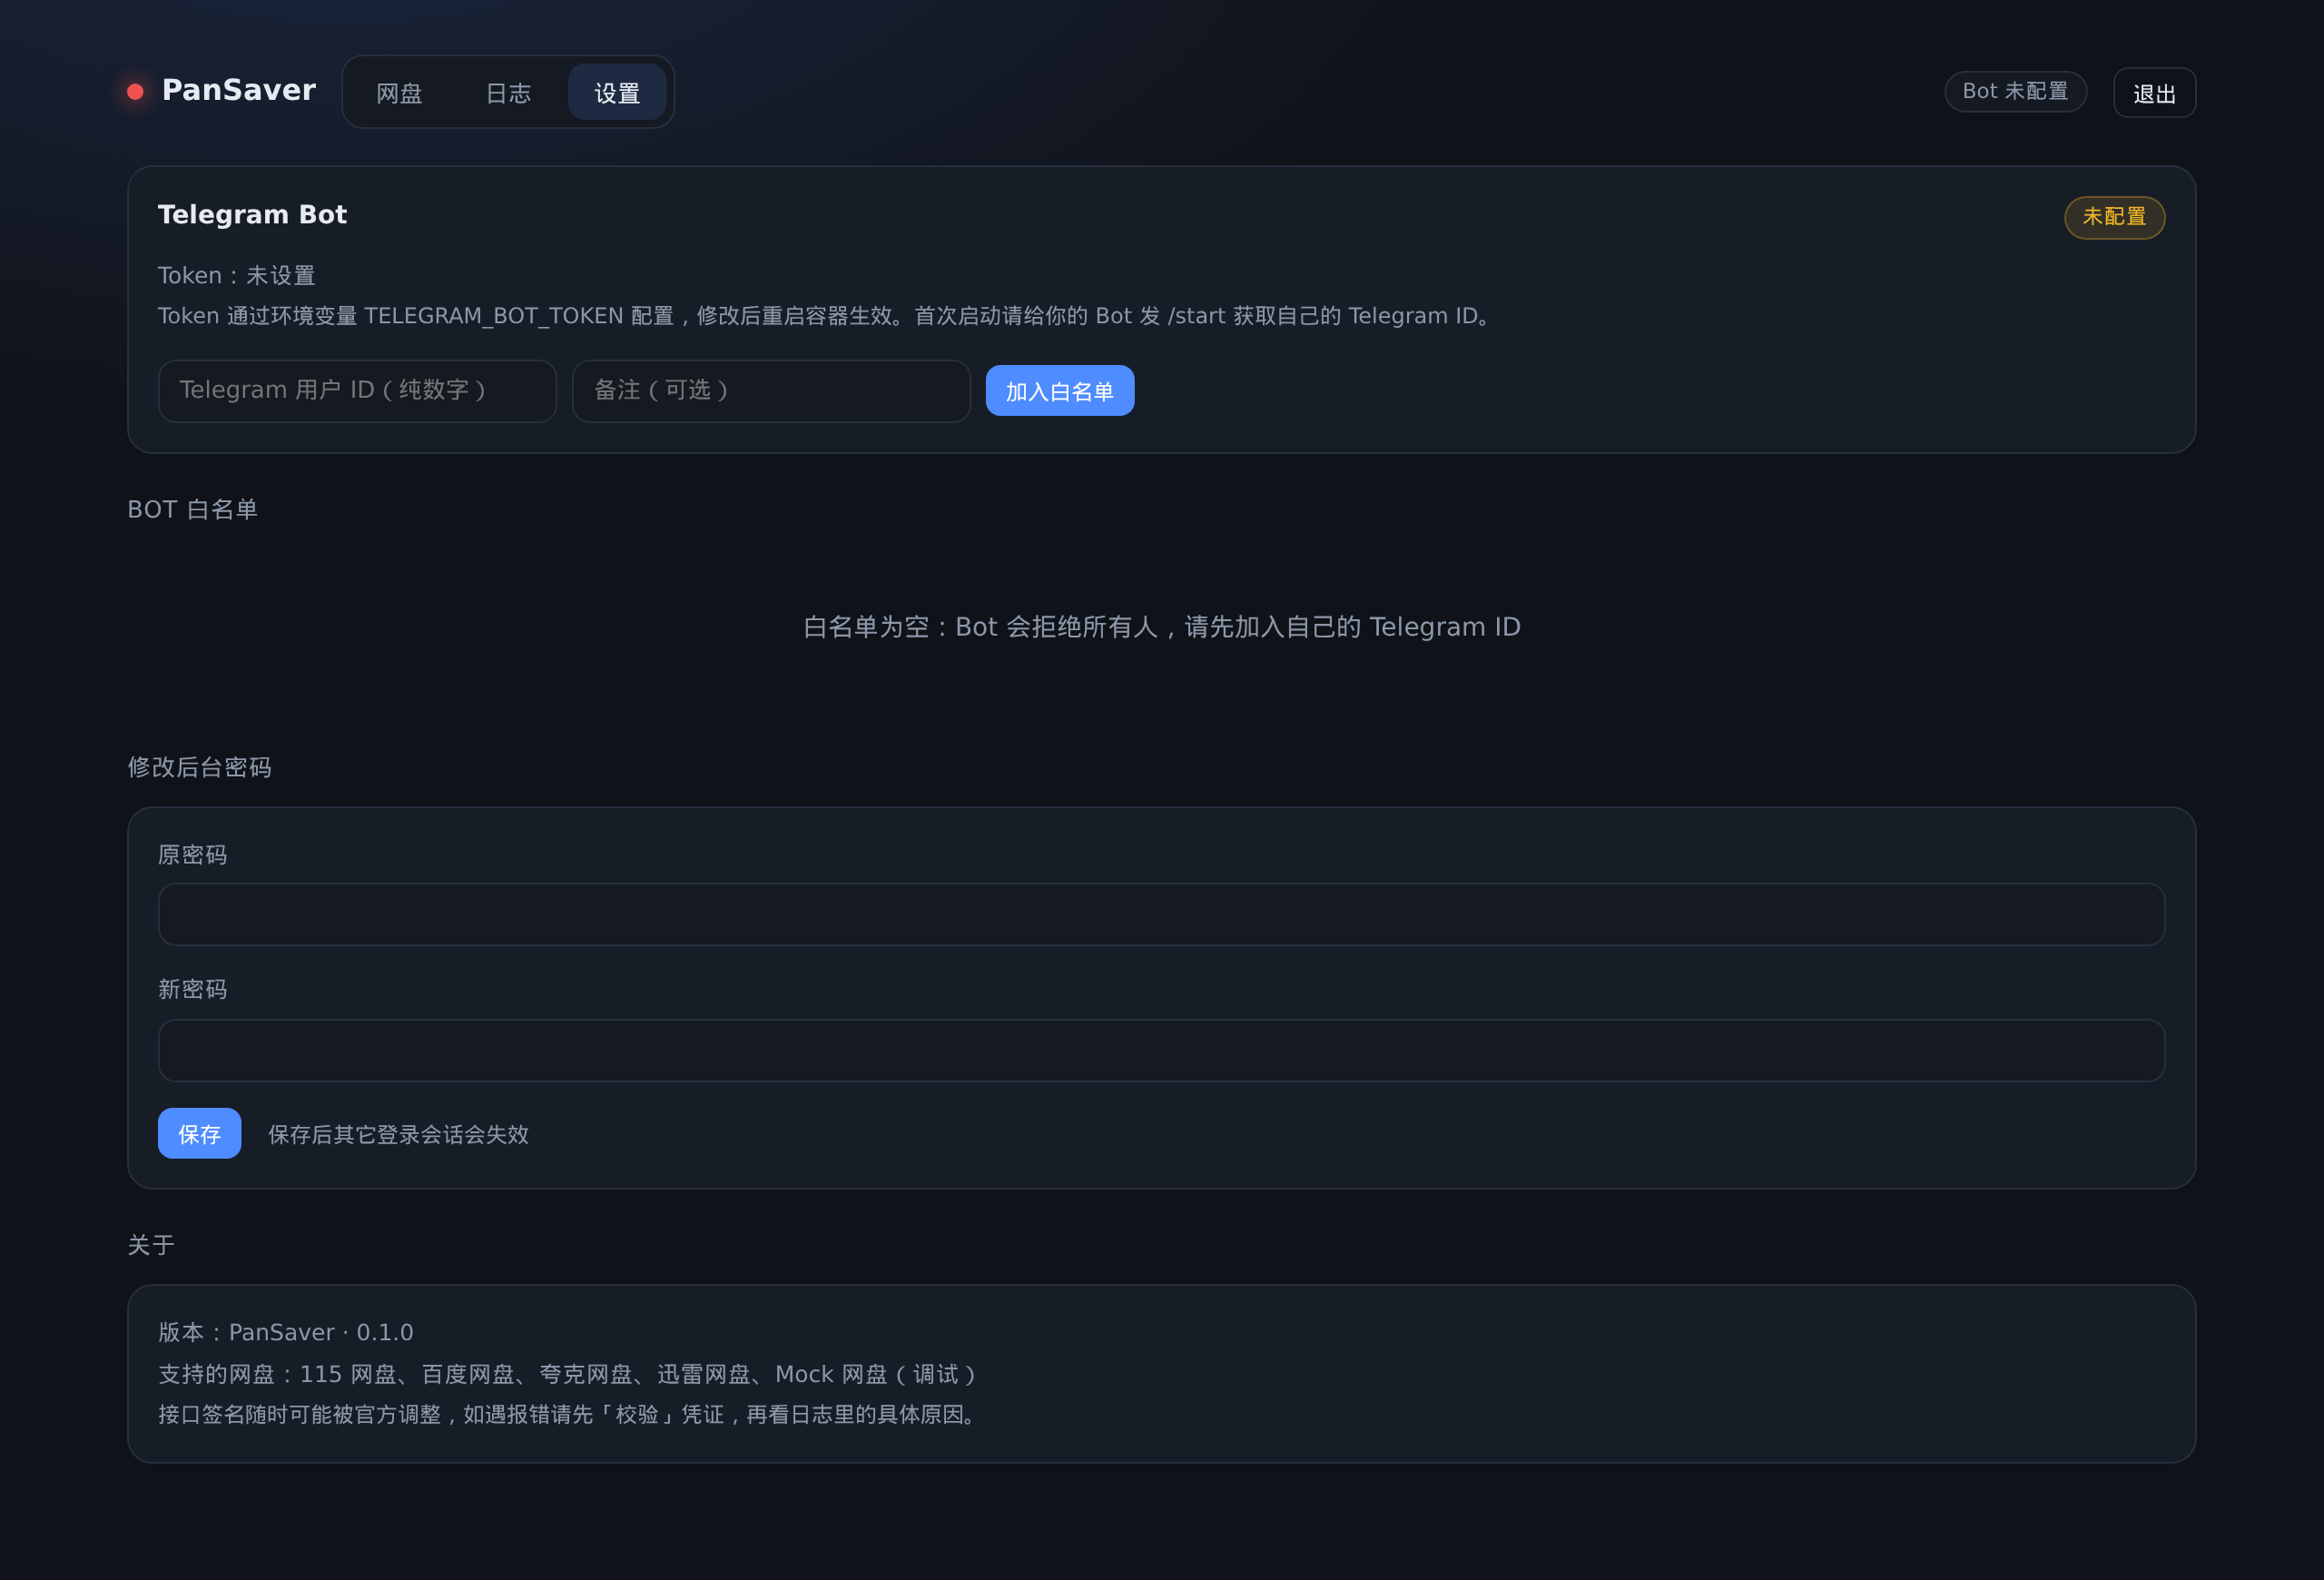 PanSaver 网盘 日志 设置 Bot 未配置 退出
Telegram Bot 未配置
Token：未设置
Token 通过环境变量 TELEGRAM_BOT_TOKEN 配置，修改后重启容器生效。首次启动请给你的 Bot 发 /start 获取自己的 Telegram ID。
Telegram 用户 ID（纯数字） 备注（可选） 加入白名单
BOT 白名单
白名单为空：Bot 会拒绝所有人，请先加入自己的 Telegram ID
修改后台密码
原密码
新密码
保存 保存后其它登录会话会失效
关于
版本：PanSaver · 0.1.0
支持的网盘：115 网盘、百度网盘、夸克网盘、迅雷网盘、Mock 网盘（调试）
接口签名随时可能被官方调整，如遇报错请先「校验」凭证，再看日志里的具体原因。